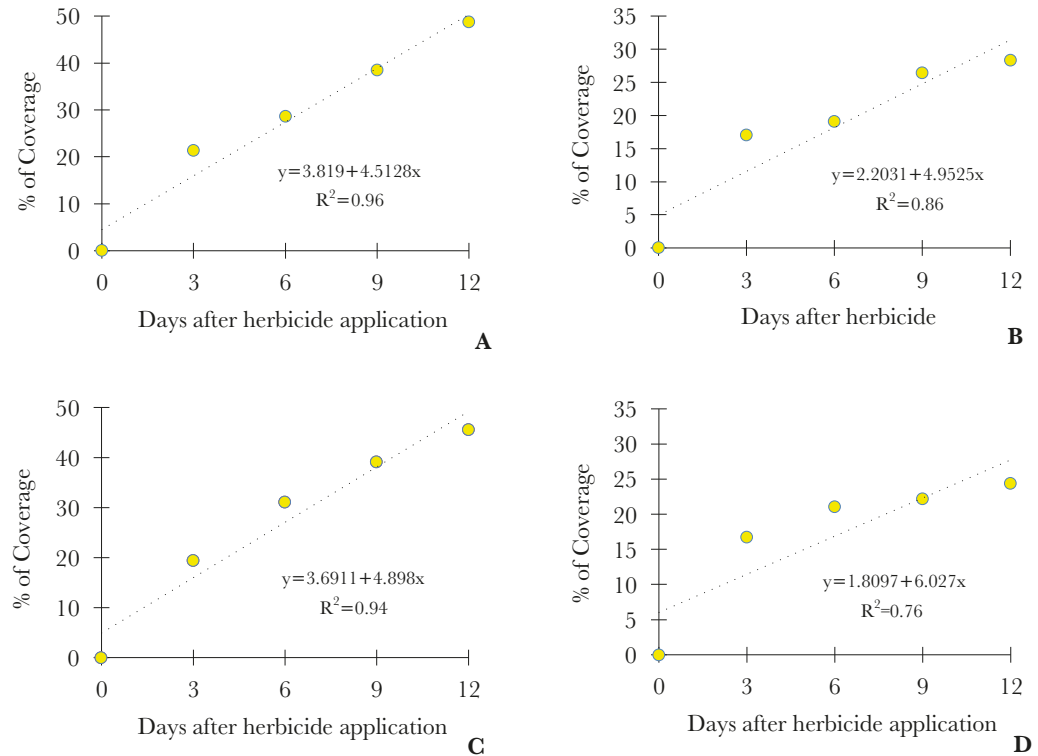 50
40
30
20
10
0
% of Coverage
y=3.819+4.5128x
R²=0.96
0 3 6 9 12
Days after herbicide application
A
35
30
25
20
15
10
5
0
% of Coverage
y=2.2031+4.9525x
R²=0.86
0 3 6 9 12
Days after herbicide
B
50
40
30
20
10
0
% of Coverage
y=3.6911+4.898x
R²=0.94
0 3 6 9 12
Days after herbicide application
C
35
30
25
20
15
10
5
0
% of Coverage
y=1.8097+6.027x
R²=0.76
0 3 6 9 12
Days after herbicide application
D